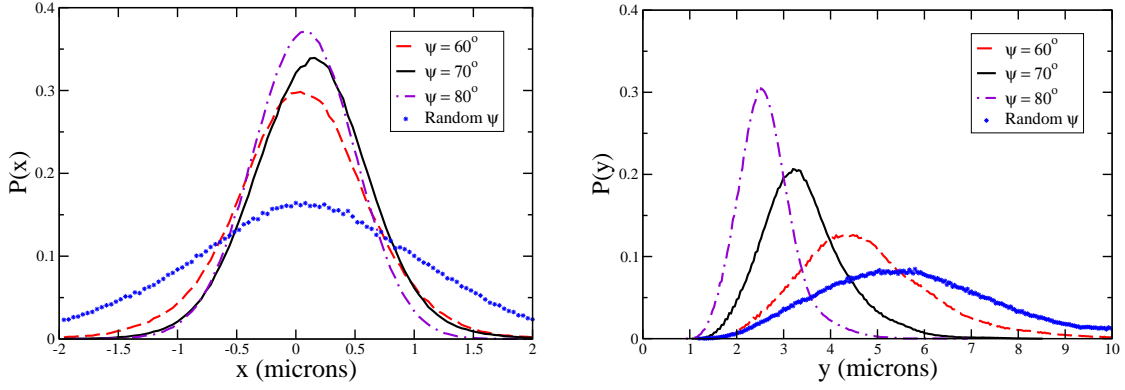 0.4
0.3
0.2
0.1
0
P(x)
-2 -1.5 -1 -0.5 0 0.5 1 1.5 2
x (microns)
ψ = 60°
ψ = 70°
ψ = 80°
Random ψ
0.4
0.3
0.2
0.1
0
P(y)
0 1 2 3 4 5 6 7 8 9 10
y (microns)
ψ = 60°
ψ = 70°
ψ = 80°
Random ψ